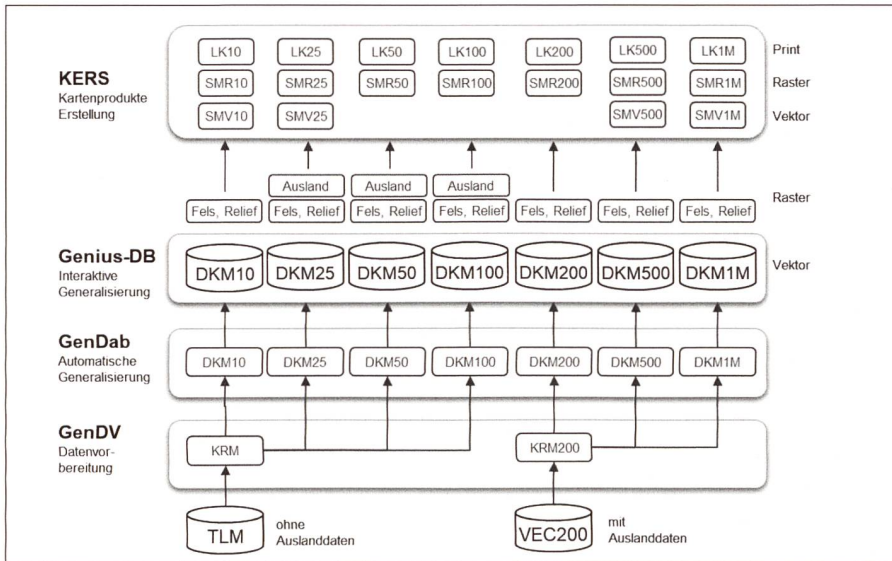 LK10 LK25 LK50 LK100 LK200 LK500 LK1M Print
KERS
Kartenprodukte
Erstellung
SMR10 SMR25 SMR50 SMR100 SMR200 SMR500 SMR1M Raster
SMV10 SMV25 SMV500 SMV1M Vektor
Ausland Ausland Ausland
Fels, Relief Fels, Relief Fels, Relief Fels, Relief Fels, Relief Fels, Relief Fels, Relief Raster
Genius-DB
Interaktive
Generalisierung
DKM10 DKM25 DKM50 DKM100 DKM200 DKM500 DKM1M Vektor
GenDab
Automatische
Generalisierung
DKM10 DKM25 DKM50 DKM100 DKM200 DKM500 DKM1M
GenDV
Datenvor-
bereitung
KRM KRM200
TLM ohne
Auslanddaten
VEC200 mit
Auslanddaten